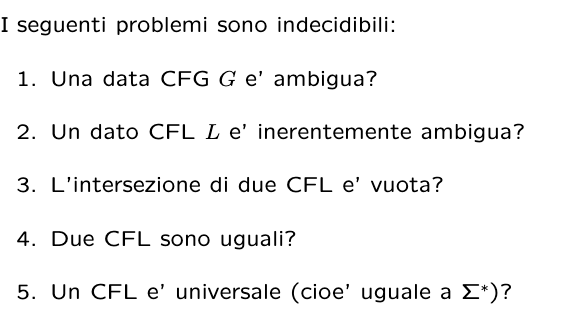 I seguenti problemi sono indecidibili:
1. Una data CFG G e' ambigua?
2. Un dato CFL L e' inerentemente ambigua?
3. L'intersezione di due CFL e' vuota?
4. Due CFL sono uguali?
5. Un CFL e' universale (cioe' uguale a Σ*)?